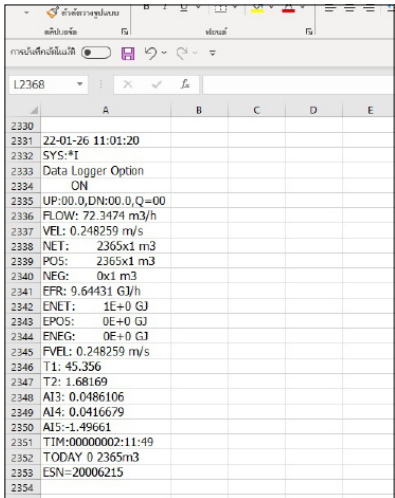 ตัวคัดวางรูปแบบ
B I U
คลิปบอร์ด
ฟอนต์
การบันทึกอัตโนมัติ
L2368
fx
A B C D E
2330
2331 22-01-26 11:01:20
2332 SYS:*I
2333 Data Logger Option
2334 ON
2335 UP:00.0,DN:00.0,Q=00
2336 FLOW: 72.3474 m3/h
2337 VEL: 0.248259 m/s
2338 NET: 2365x1 m3
2339 POS: 2365x1 m3
2340 NEG: 0x1 m3
2341 EFR: 9.64431 GJ/h
2342 ENET: 1E+0 GJ
2343 EPOS: 0E+0 GJ
2344 ENEG: 0E+0 GJ
2345 FVEL: 0.248259 m/s
2346 T1: 45.356
2347 T2: 1.68169
2348 AI3: 0.0486106
2349 AI4: 0.0416679
2350 AI5:-1.49661
2351 TIM:00000002:11:49
2352 TODAY 0 2365m3
2353 ESN=20006215
2354